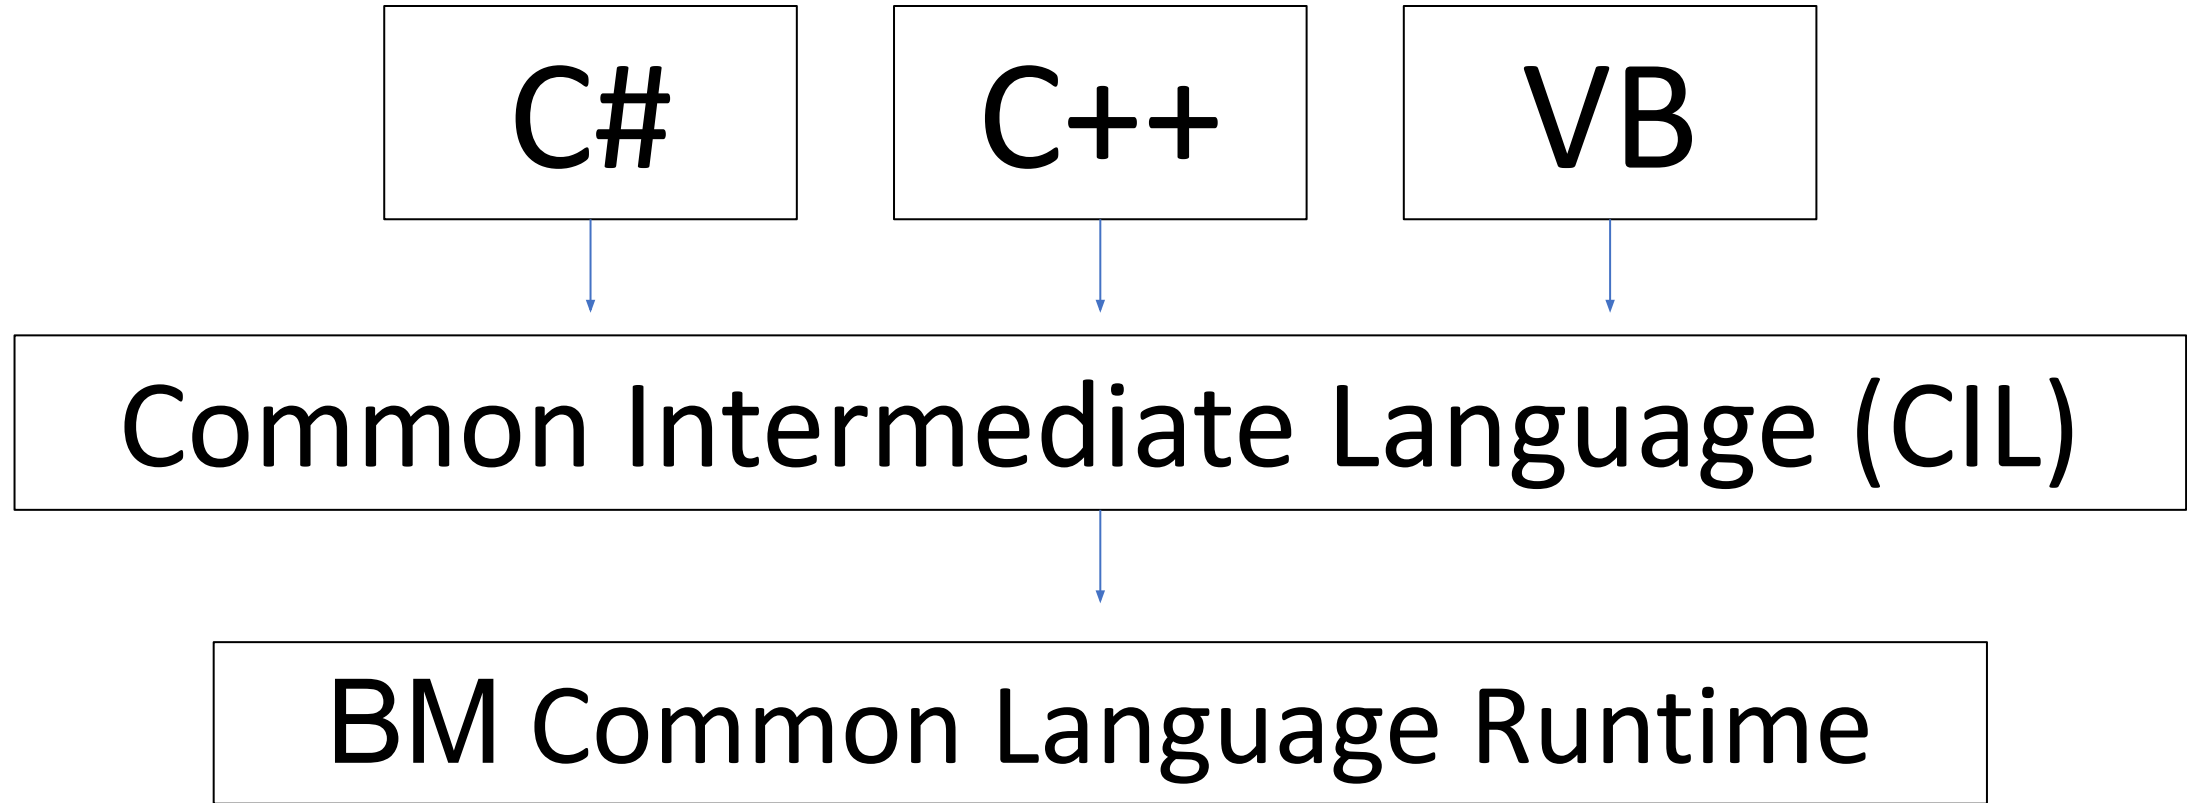 C#
C++
VB
Common Intermediate Language (CIL)
BM Common Language Runtime